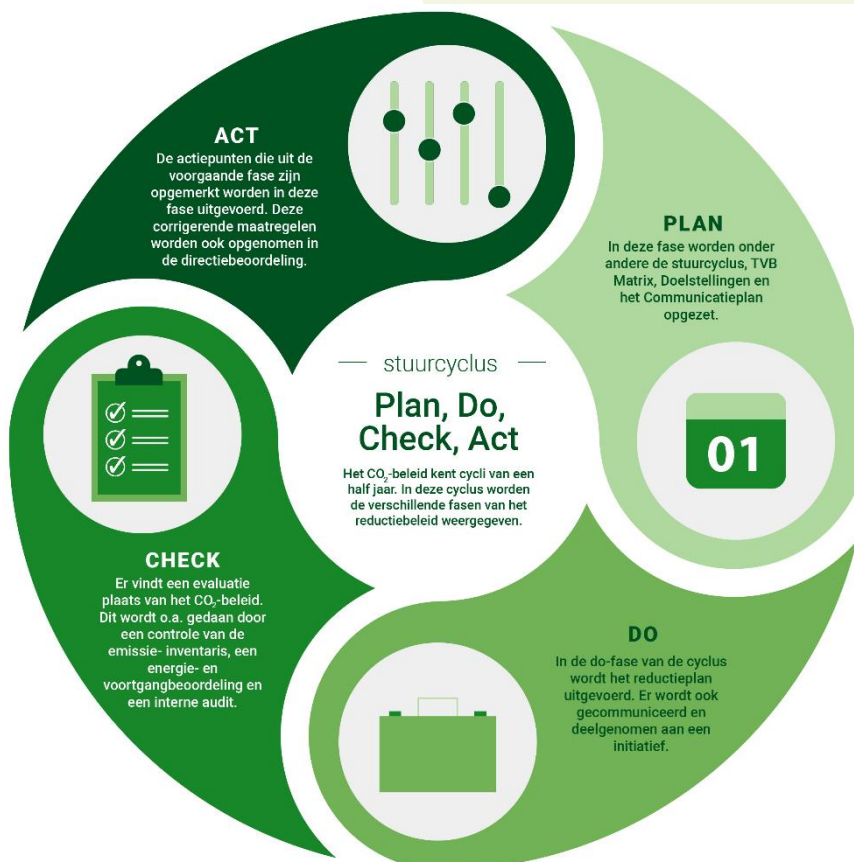 ACT
De actiepunten die uit de
voorgaande fase zijn
opgemerkt worden in deze
fase uitgevoerd. Deze
corrigerende maatregelen
worden ook opgenomen in
de directiebeoordeling.
PLAN
In deze fase worden onder
andere de stuurcyclus, TVB
Matrix, Doelstellingen en
het Communicatieplan
opgezet.
01
stuurcyclus
Plan, Do,
Check, Act
Het CO₂-beleid kent cycli van een
half jaar. In deze cyclus worden
de verschillende fasen van het
reductiebeleid weergegeven.
CHECK
Er vindt een evaluatie
plaats van het CO₂-beleid.
Dit wordt o.a. gedaan door
een controle van de
emissie- inventaris, een
energie- en
voortgangbeoordeling en
een interne audit.
DO
In de do-fase van de cyclus
wordt het reductieplan
uitgevoerd. Er wordt ook
gecommuniceerd en
deelgenomen aan een
initiatief.